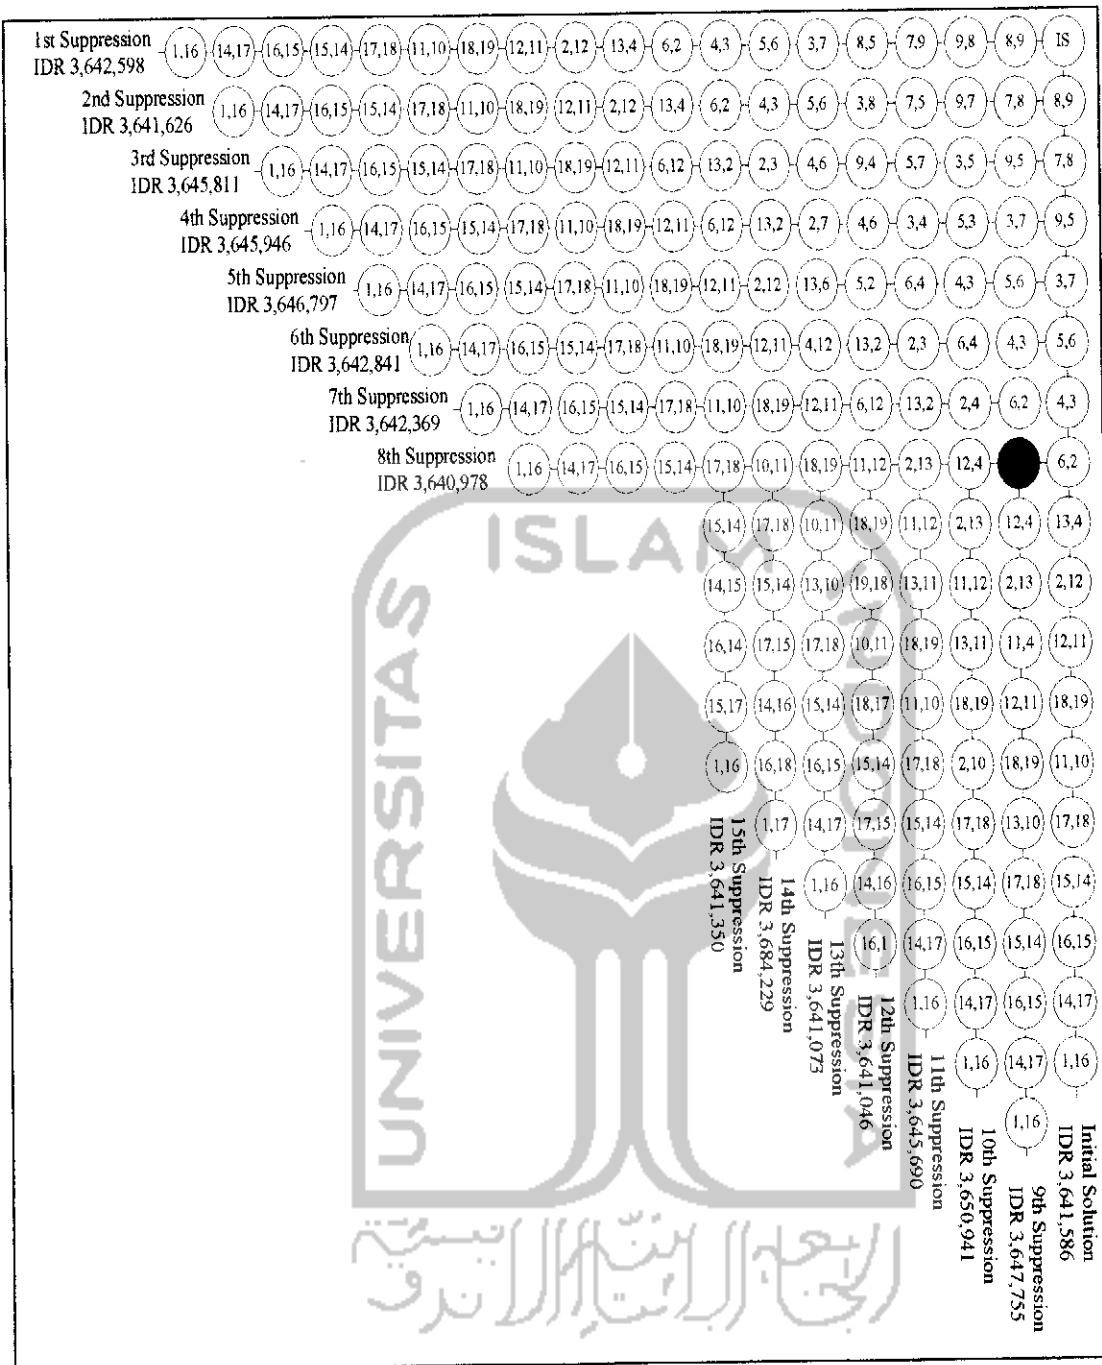 1st Suppression
IDR 3,642,598
1,16 14,17 16,15 15,14 17,18 11,10 18,19 12,11 2,12 13,4 6,2 4,3 5,6 3,7 8,5 7,9 9,8 8,9 IS
2nd Suppression
IDR 3,641,626
1,16 14,17 16,15 15,14 17,18 11,10 18,19 12,11 2,12 13,4 6,2 4,3 5,6 3,8 7,5 9,7 7,8 8,9
3rd Suppression
IDR 3,645,811
1,16 14,17 16,15 15,14 17,18 11,10 18,19 12,11 6,12 13,2 2,3 4,6 9,4 5,7 3,5 9,5 7,8
4th Suppression
IDR 3,645,946
1,16 14,17 16,15 15,14 17,18 11,10 18,19 12,11 6,12 13,2 2,7 4,6 3,4 5,3 3,7 9,5
5th Suppression
IDR 3,646,797
1,16 14,17 16,15 15,14 17,18 11,10 18,19 12,11 2,12 13,6 5,2 6,4 4,3 5,6 3,7
6th Suppression
IDR 3,642,841
1,16 14,17 16,15 15,14 17,18 11,10 18,19 12,11 4,12 13,2 2,3 6,4 4,3 5,6
7th Suppression
IDR 3,642,369
1,16 14,17 16,15 15,14 17,18 11,10 18,19 12,11 6,12 13,2 2,4 6,2 4,3
8th Suppression
IDR 3,640,978
1,16 14,17 16,15 15,14 17,18 10,11 18,19 11,12 2,13 12,4 6,2
15,14 17,18 10,11 18,19 11,12 2,13 12,4 13,4
14,15 15,14 13,10 19,18 13,11 11,12 2,13 2,12
16,14 17,15 17,18 10,11 18,19 13,11 11,4 12,11
15,17 14,16 15,14 18,17 11,10 18,19 12,11 18,19
1,16 16,18 16,15 15,14 17,18 2,10 18,19 11,10
1,17 14,17 17,15 15,14 17,18 13,10 17,18
1,16 14,16 16,15 15,14 17,18 15,14
16,1 14,17 16,15 15,14 16,15
1,16 14,17 16,15 14,17
1,16 14,17 1,16
1,16
15th Suppression
IDR 3,641,350
14th Suppression
IDR 3,684,229
13th Suppression
IDR 3,641,073
12th Suppression
IDR 3,641,046
11th Suppression
IDR 3,645,690
10th Suppression
IDR 3,650,941
9th Suppression
IDR 3,647,755
Initial Solution
IDR 3,641,586
UNIVERSITAS
ISLAM
INDONESIA